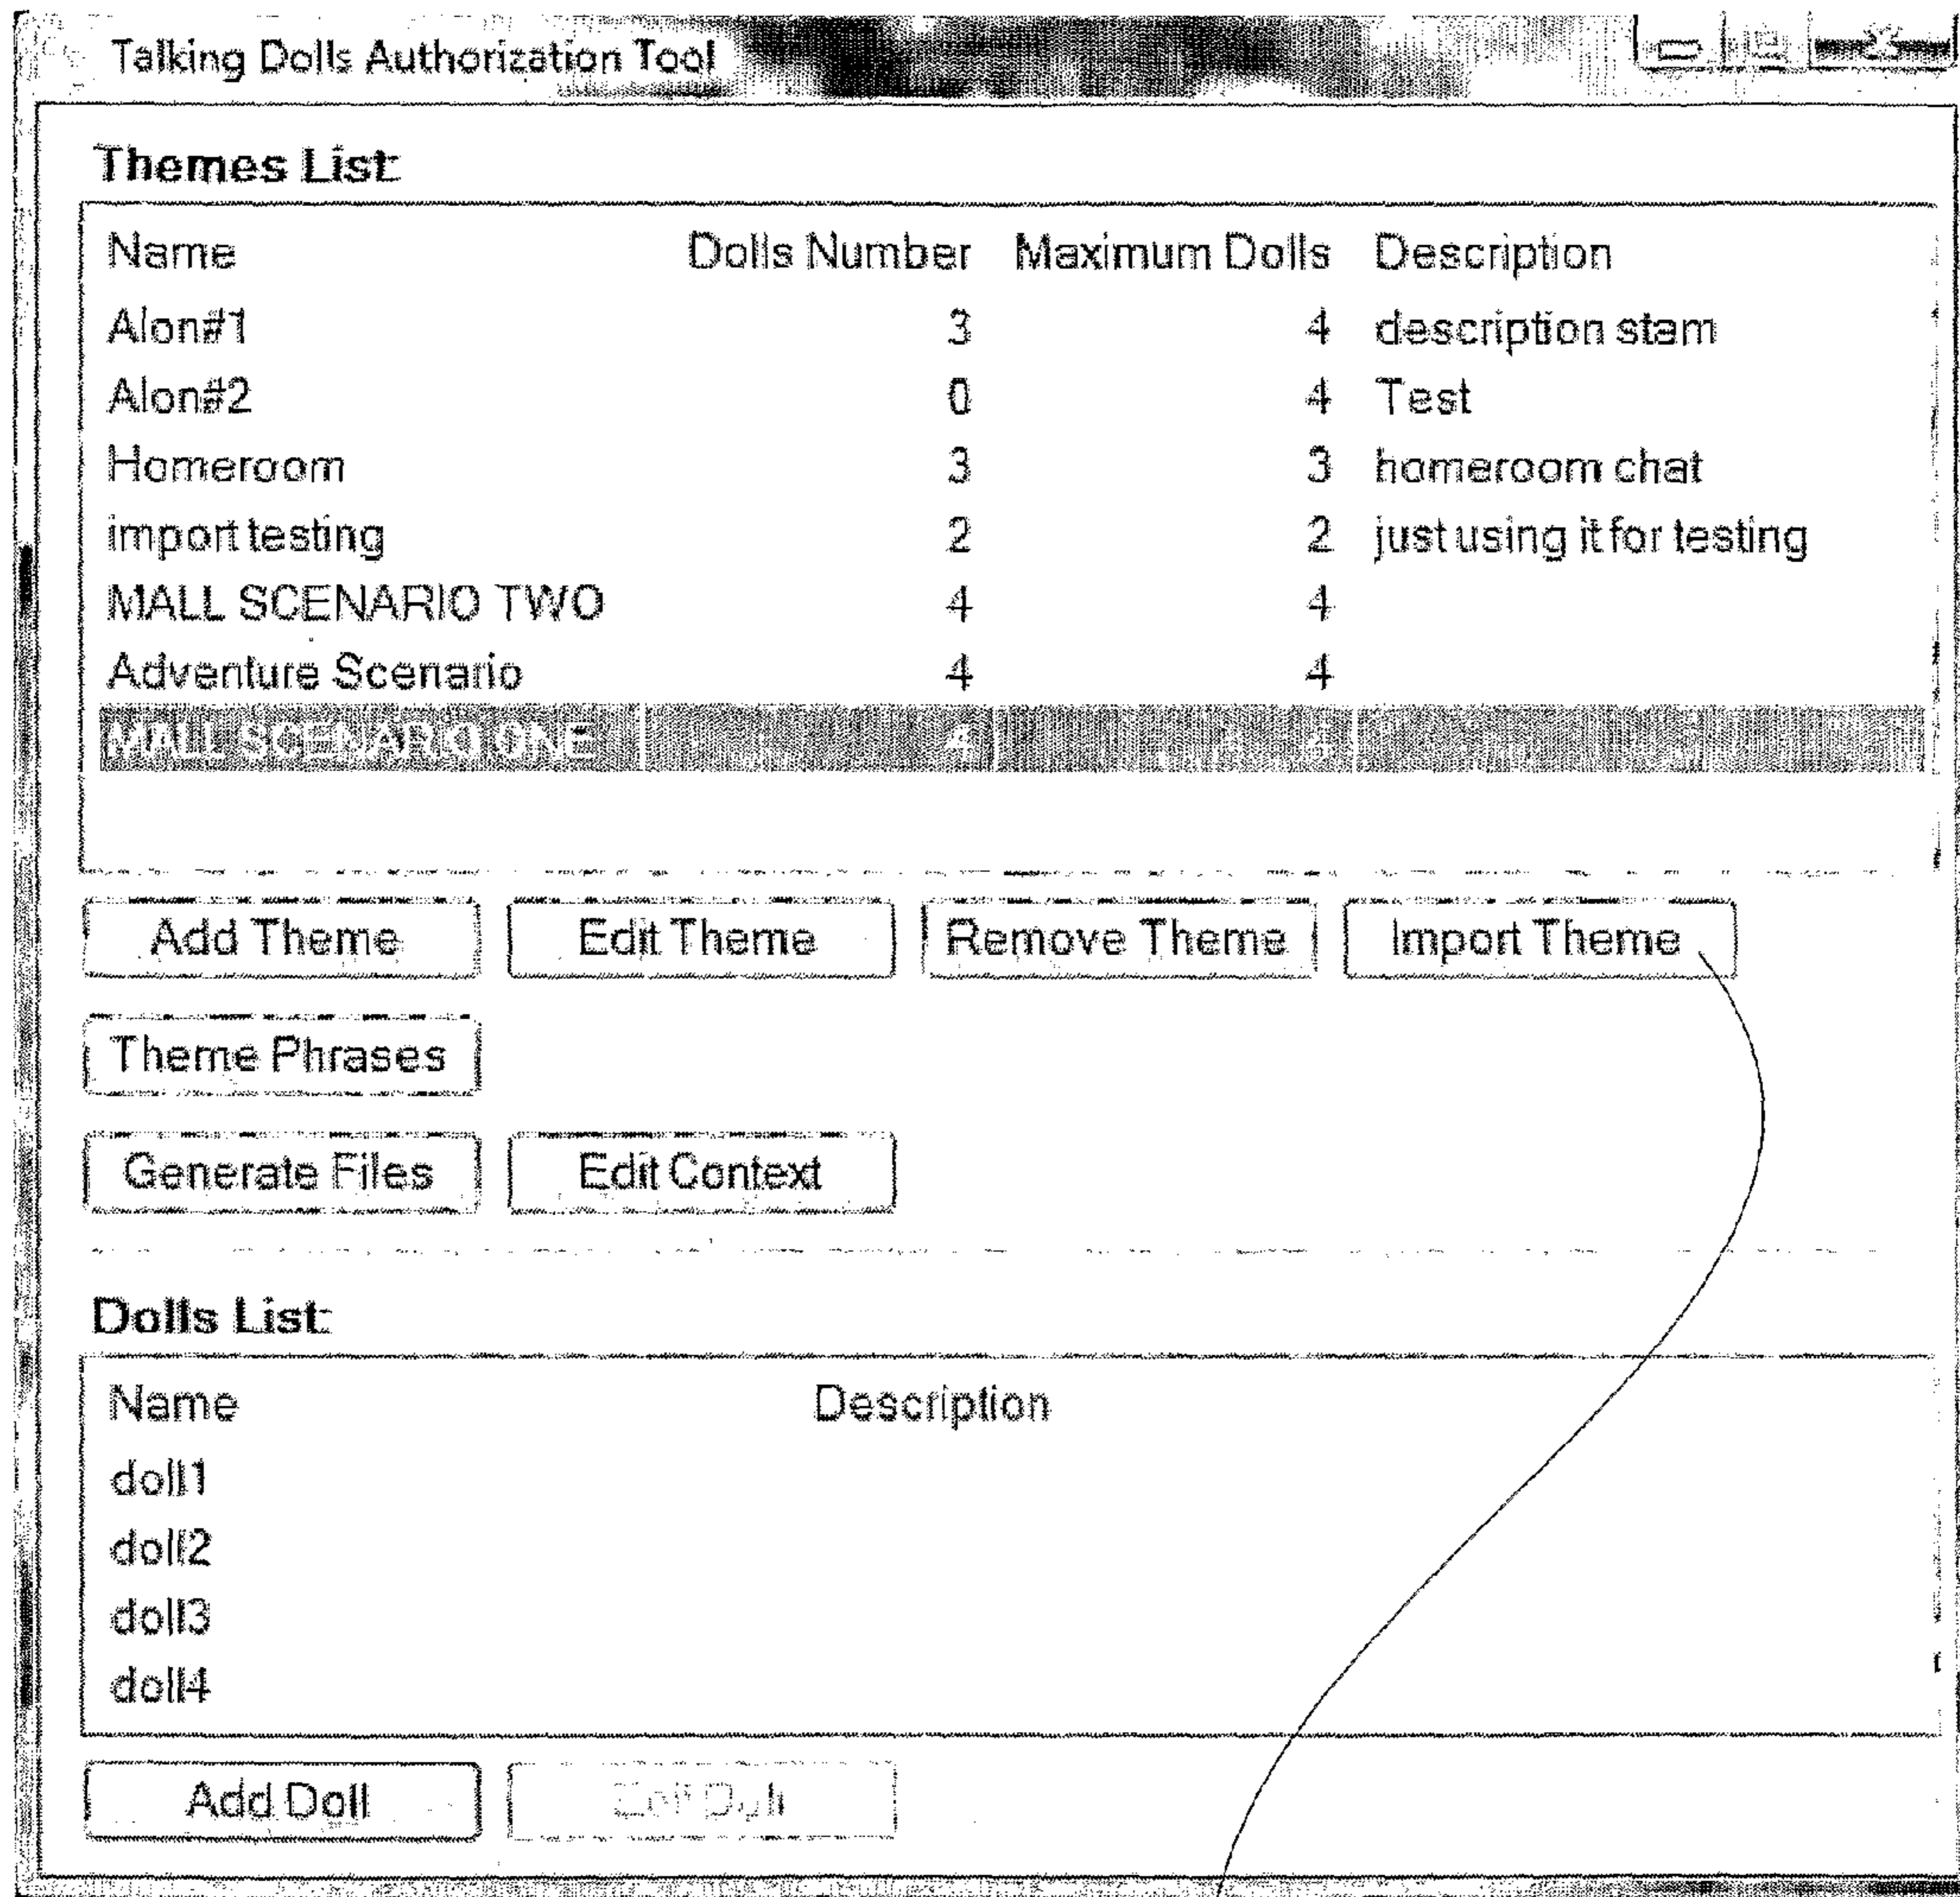 Talking Dolls Authorization Tool
Themes List:
Name Dolls Number Maximum Dolls Description
Alon#1 3 4 description stam
Alon#2 0 4 Test
Homeroom 3 3 homeroom chat
import testing 2 2 just using it for testing
MALL SCENARIO TWO 4 4
Adventure Scenario 4 4
MALL SCENARIO ONE 4 4
Add Theme Edit Theme Remove Theme Import Theme
Theme Phrases
Generate Files Edit Context
Dolls List:
Name Description
doll1
doll2
doll3
doll4
Add Doll Edit Doll